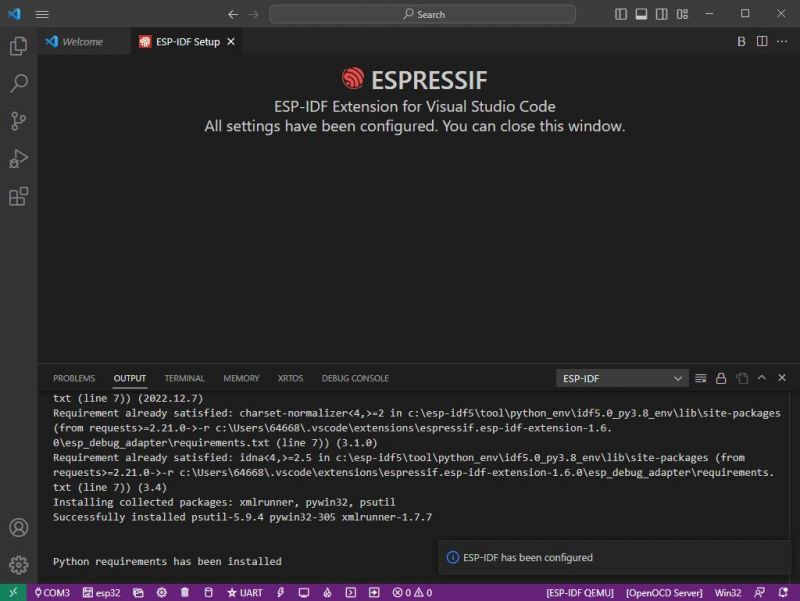 Search
Welcome
ESP-IDF Setup
B
ESPRESSIF
ESP-IDF Extension for Visual Studio Code
All settings have been configured. You can close this window.
PROBLEMS OUTPUT TERMINAL MEMORY XRTOS DEBUG CONSOLE ESP-IDF
txt (line 7)) (2022.12.7)
Requirement already satisfied: charset-normalizer<4,>=2 in c:\esp-idf5\tool\python_env\idf5.0_py3.8_env\lib\site-packages
(from requests>=2.21.0->-r c:\Users\64668\.vscode\extensions\espressif.esp-idf-extension-1.6.
0\esp_debug_adapter\requirements.txt (line 7)) (3.1.0)
Requirement already satisfied: idna<4,>=2.5 in c:\esp-idf5\tool\python_env\idf5.0_py3.8_env\lib\site-packages (from
requests>=2.21.0->-r c:\Users\64668\.vscode\extensions\espressif.esp-idf-extension-1.6.0\esp_debug_adapter\requirements.
txt (line 7)) (3.4)
Installing collected packages: xmlrunner, pywin32, psutil
Successfully installed psutil-5.9.4 pywin32-305 xmlrunner-1.7.7
Python requirements has been installed
ESP-IDF has been configured
COM3 esp32 UART 0 0 [ESP-IDF QEMU] [OpenOCD Server] Win32